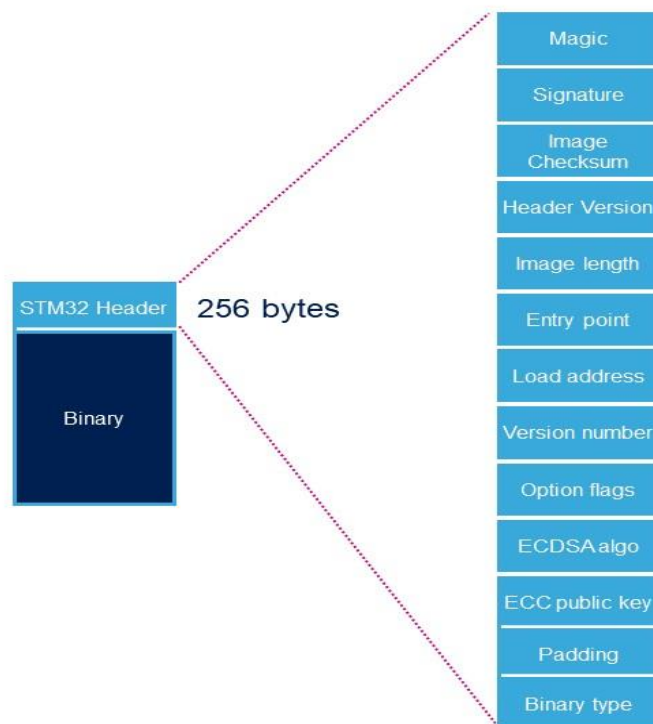 STM32 Header
256 bytes
Binary
Magic
Signature
Image
Checksum
Header Version
Image length
Entry point
Load address
Version number
Option flags
ECDSA algo
ECC public key
Padding
Binary type